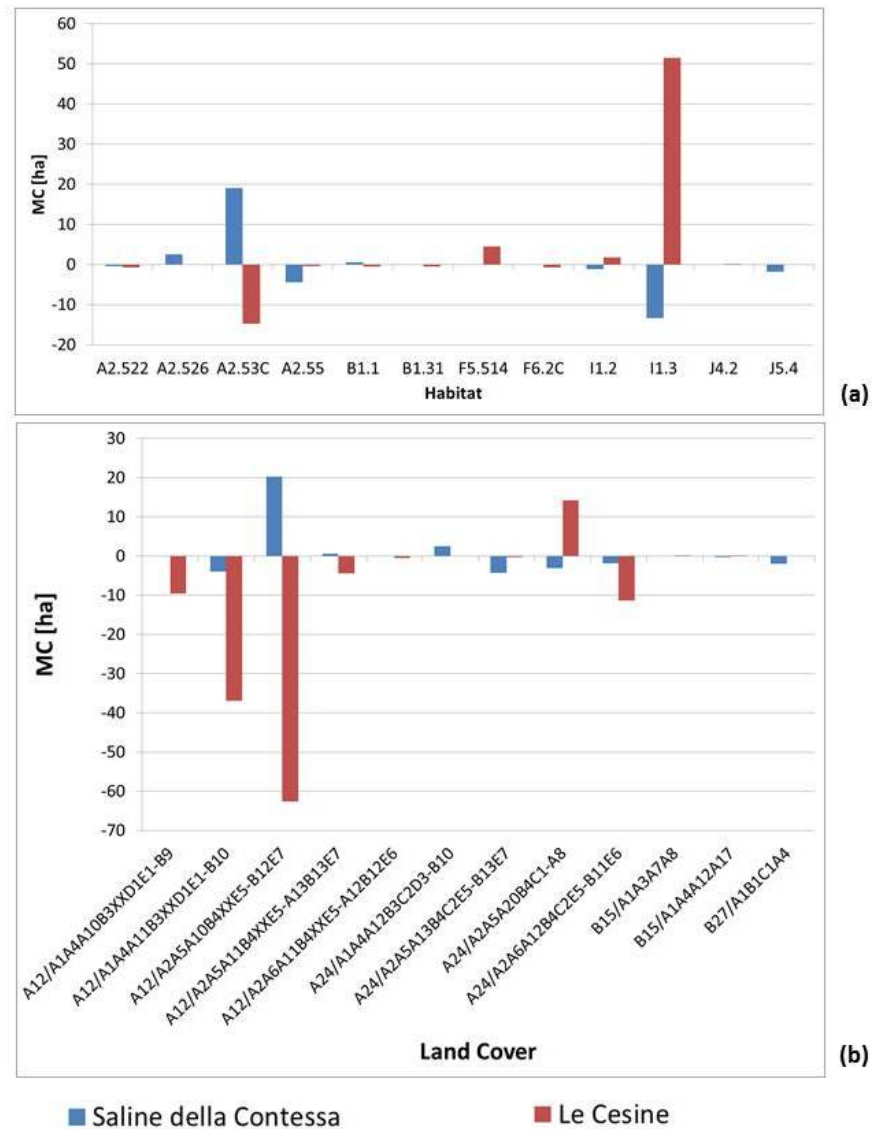 60
50
40
30
20
10
0
-10
-20
MC [ha]
A2.522 A2.526 A2.53C A2.55 B1.1 B1.31 F5.514 F6.2C I1.2 I1.3 J4.2 J5.4
Habitat
(a)
30
20
10
0
-10
-20
-30
-40
-50
-60
-70
MC [ha]
A12/A1A4A10B3XXD1E1-B9
A12/A1A4A11B3XXD1E1-B10
A12/A2A5A10B4XXE5-B12E7
A12/A2A5A11B4XXE5-A13B13E7
A12/A2A6A11B4XXE5-A12B12E6
A24/A1A4A12B3C2D3-B10
A24/A2A5A13B4C2E5-B13E7
A24/A2A5A20B4C1-A8
A24/A2A6A12B4C2E5-B11E6
B15/A1A3A7A8
B15/A1A4A12A17
B27/A1B1C1A4
Land Cover
(b)
Saline della Contessa Le Cesine